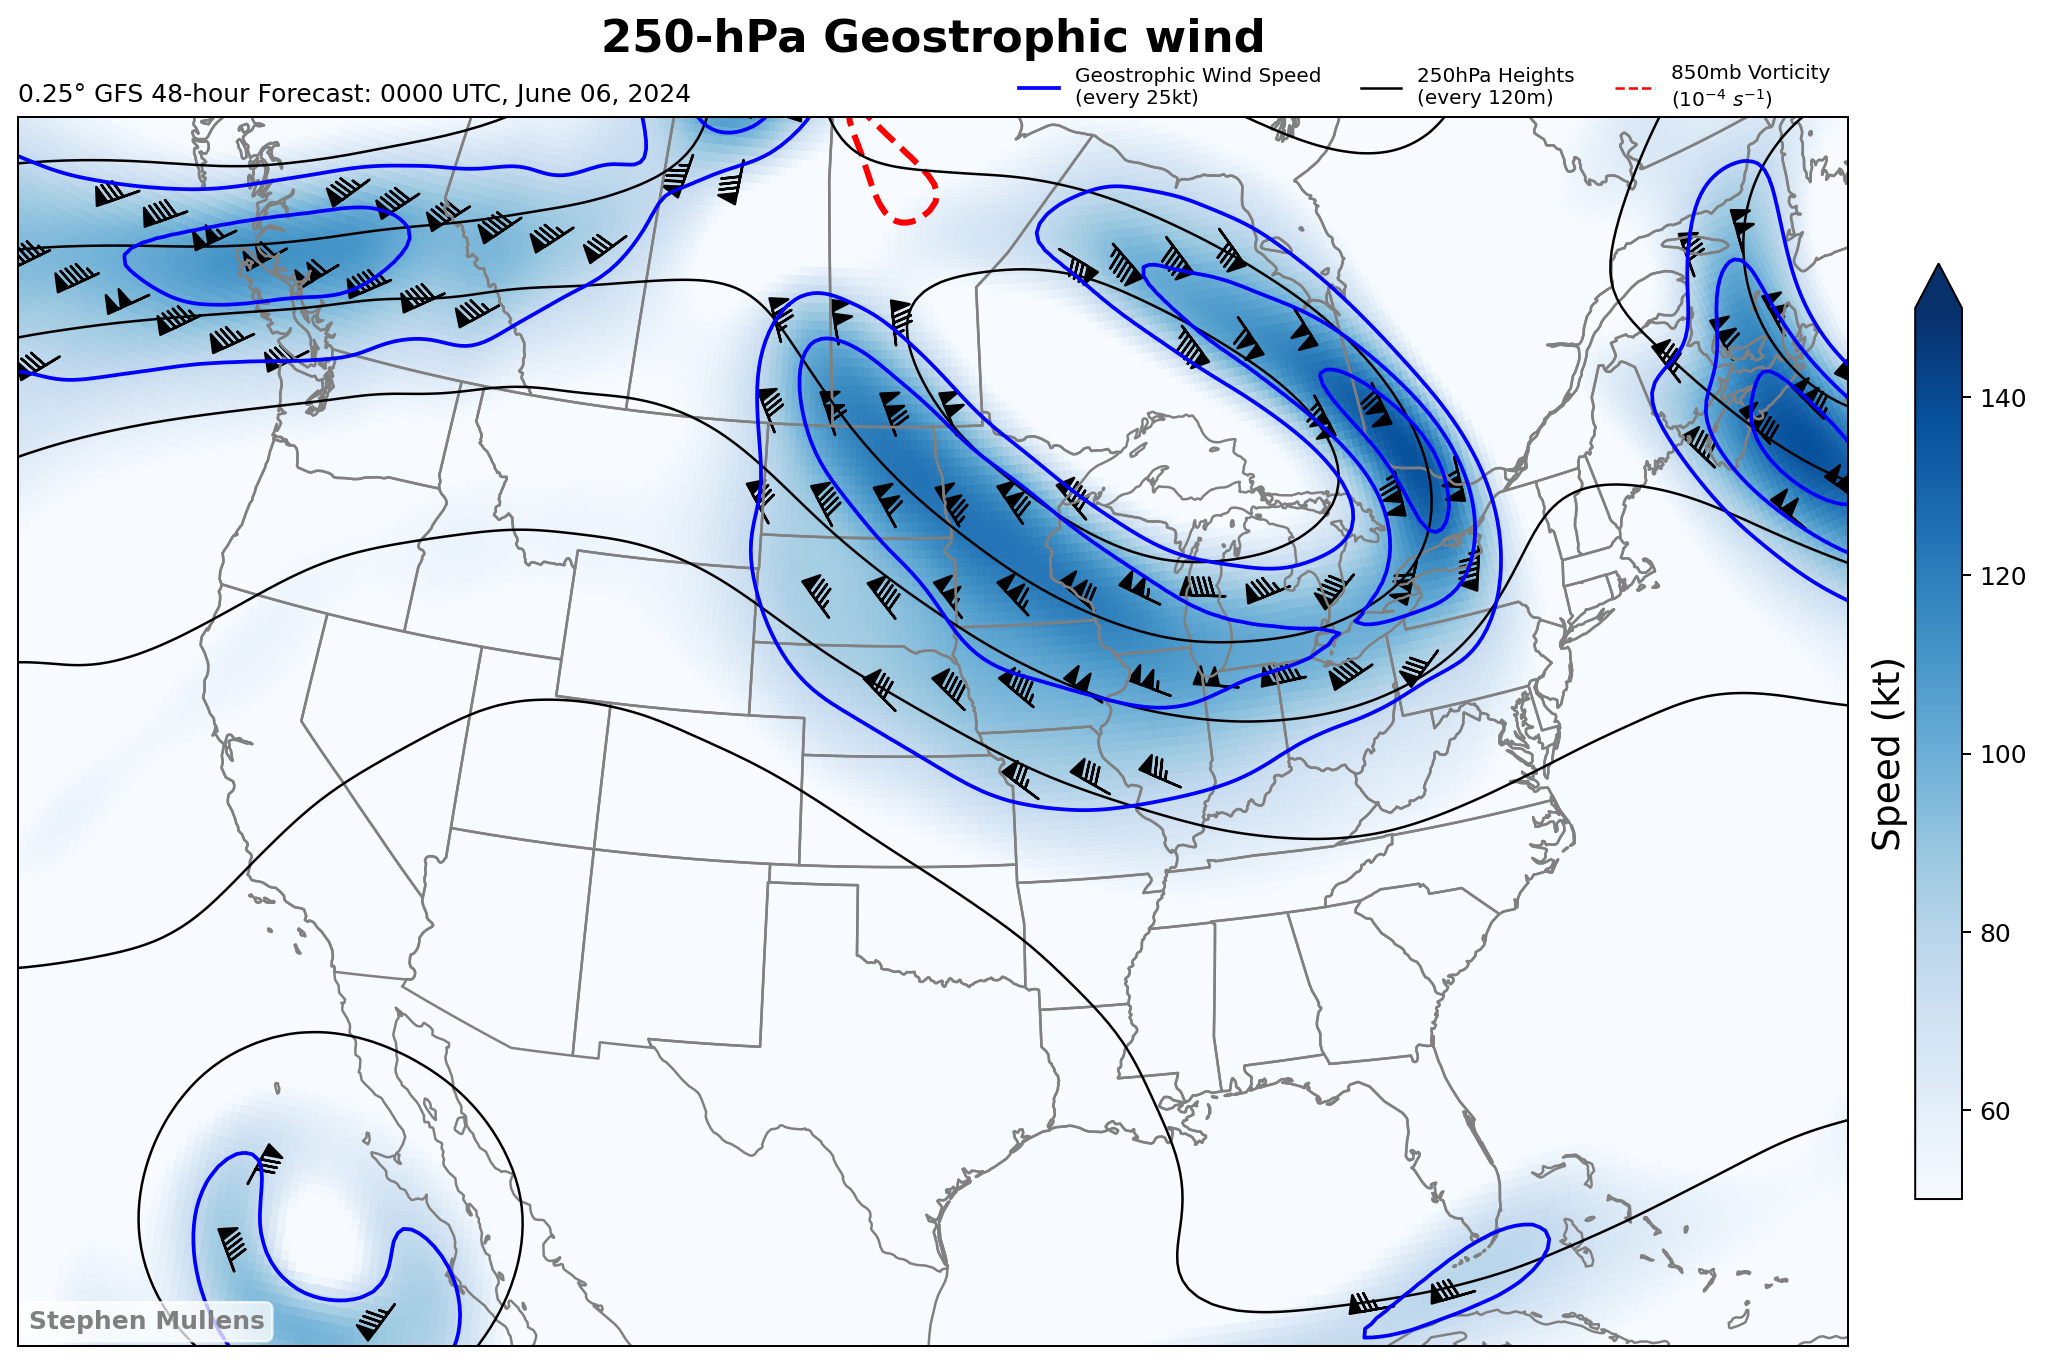 250-hPa Geostrophic wind
0.25° GFS 48-hour Forecast: 0000 UTC, June 06, 2024
Geostrophic Wind Speed
(every 25kt)
250hPa Heights
(every 120m)
850mb Vorticity
(10⁻⁴ s⁻¹)
140
120
100
80
60
Speed (kt)
Stephen Mullens